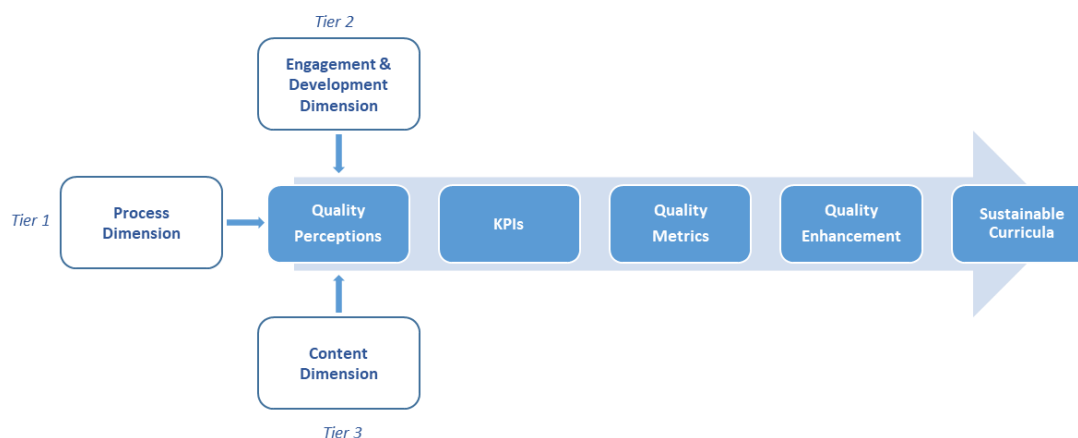 Tier 2
Engagement &
Development
Dimension
Tier 1
Process
Dimension
Quality
Perceptions
KPIs
Quality
Metrics
Quality
Enhancement
Sustainable
Curricula
Content
Dimension
Tier 3